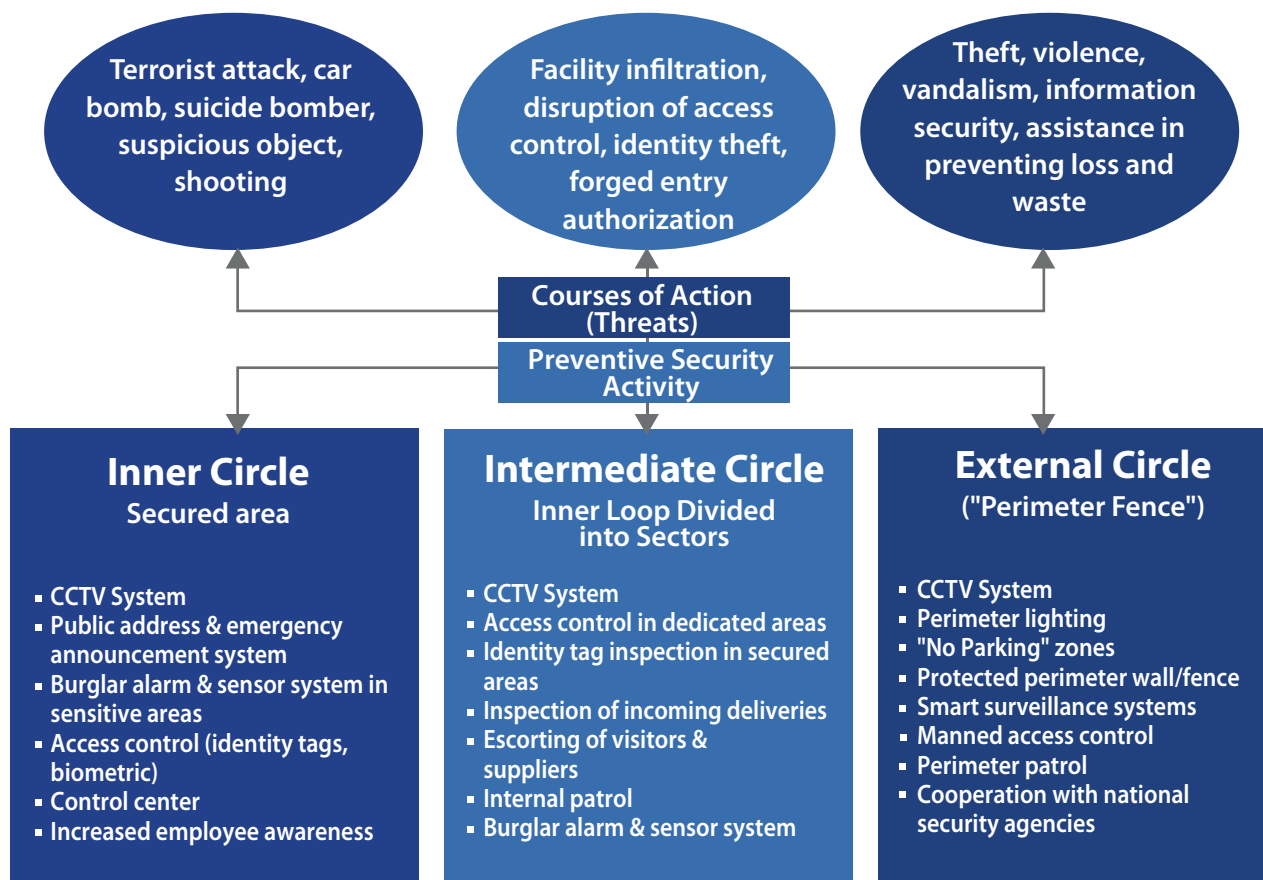 Terrorist attack, car
bomb, suicide bomber,
suspicious object,
shooting
Facility infiltration,
disruption of access
control, identity theft,
forged entry
authorization
Theft, violence,
vandalism, information
security, assistance in
preventing loss and
waste
Courses of Action
(Threats)
Preventive Security
Activity
Inner Circle
Secured area
▪ CCTV System
▪ Public address & emergency
announcement system
▪ Burglar alarm & sensor system in
sensitive areas
▪ Access control (identity tags,
biometric)
▪ Control center
▪ Increased employee awareness
Intermediate Circle
Inner Loop Divided
into Sectors
▪ CCTV System
▪ Access control in dedicated areas
▪ Identity tag inspection in secured
areas
▪ Inspection of incoming deliveries
▪ Escorting of visitors &
suppliers
▪ Internal patrol
▪ Burglar alarm & sensor system
External Circle
("Perimeter Fence")
▪ CCTV System
▪ Perimeter lighting
▪ "No Parking" zones
▪ Protected perimeter wall/fence
▪ Smart surveillance systems
▪ Manned access control
▪ Perimeter patrol
▪ Cooperation with national
security agencies